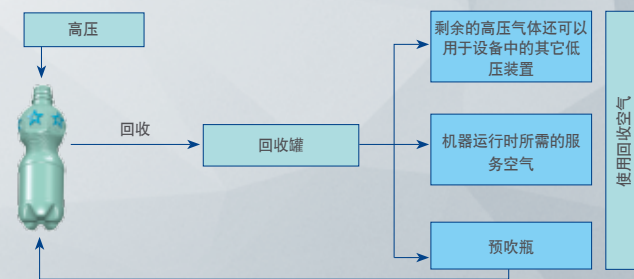 高压
回收
回收罐
剩余的高压气体还可以
用于设备中的其它低
压装置
机器运行时所需的服
务空气
预吹瓶
使用回收空气